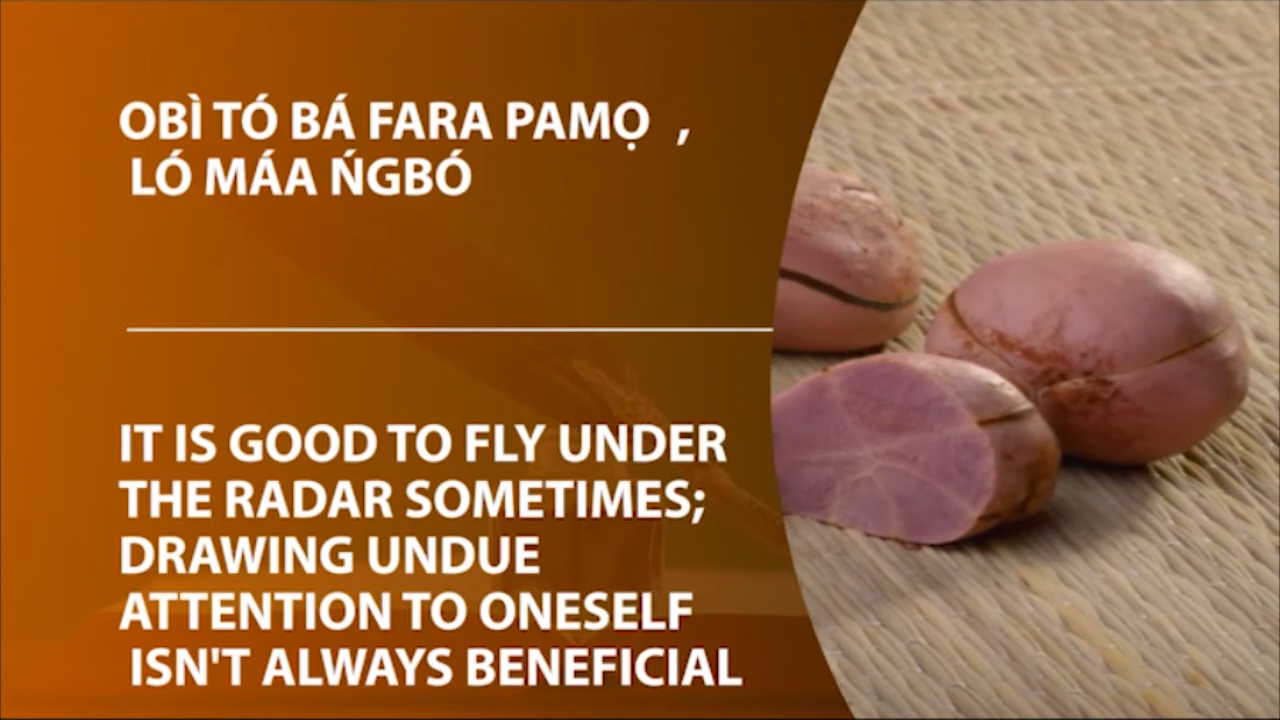 OBÌ TÓ BÁ FARA PAMỌ ,
LÓ MÁA ŃGBÓ
IT IS GOOD TO FLY UNDER
THE RADAR SOMETIMES;
DRAWING UNDUE
ATTENTION TO ONESELF
ISN'T ALWAYS BENEFICIAL